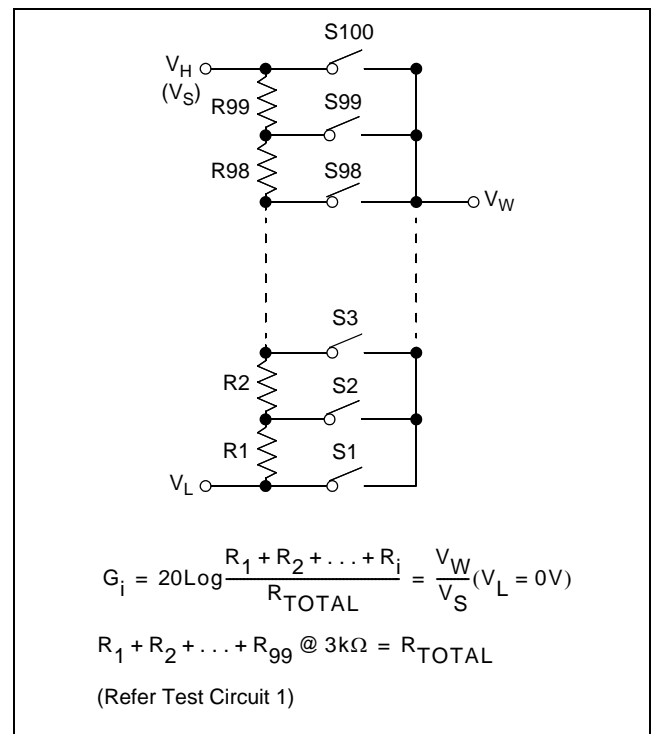 S100
V_H
(V_S)
R99
S99
R98
S98
V_W
S3
R2
S2
R1
S1
V_L
G_i = 20Log (R_1 + R_2 + . . . + R_i)/(R_TOTAL) = V_W/V_S (V_L = 0V)
R_1 + R_2 + . . . + R_99 @ 3kΩ = R_TOTAL
(Refer Test Circuit 1)